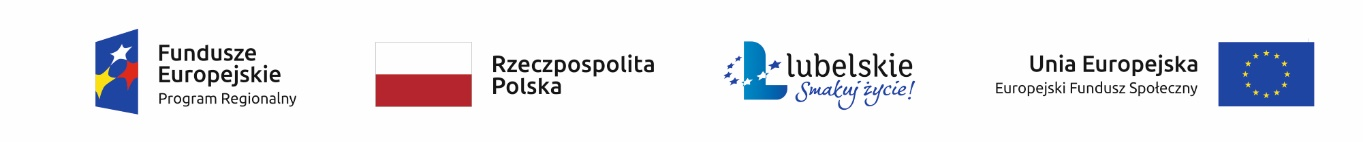 Fundusze
Europejskie
Program Regionalny
Rzeczpospolita
Polska
lubelskie
Smakuj życie!
Unia Europejska
Europejski Fundusz Społeczny